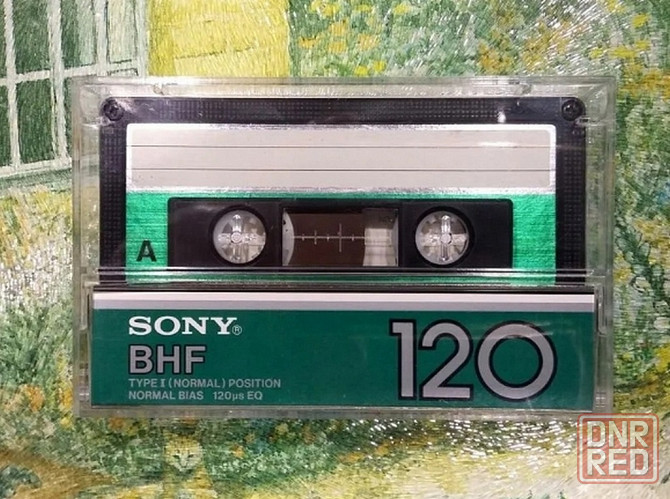 A
SONY®
BHF
120
TYPE I (NORMAL) POSITION
NORMAL BIAS 120µs EQ
DNR
RED